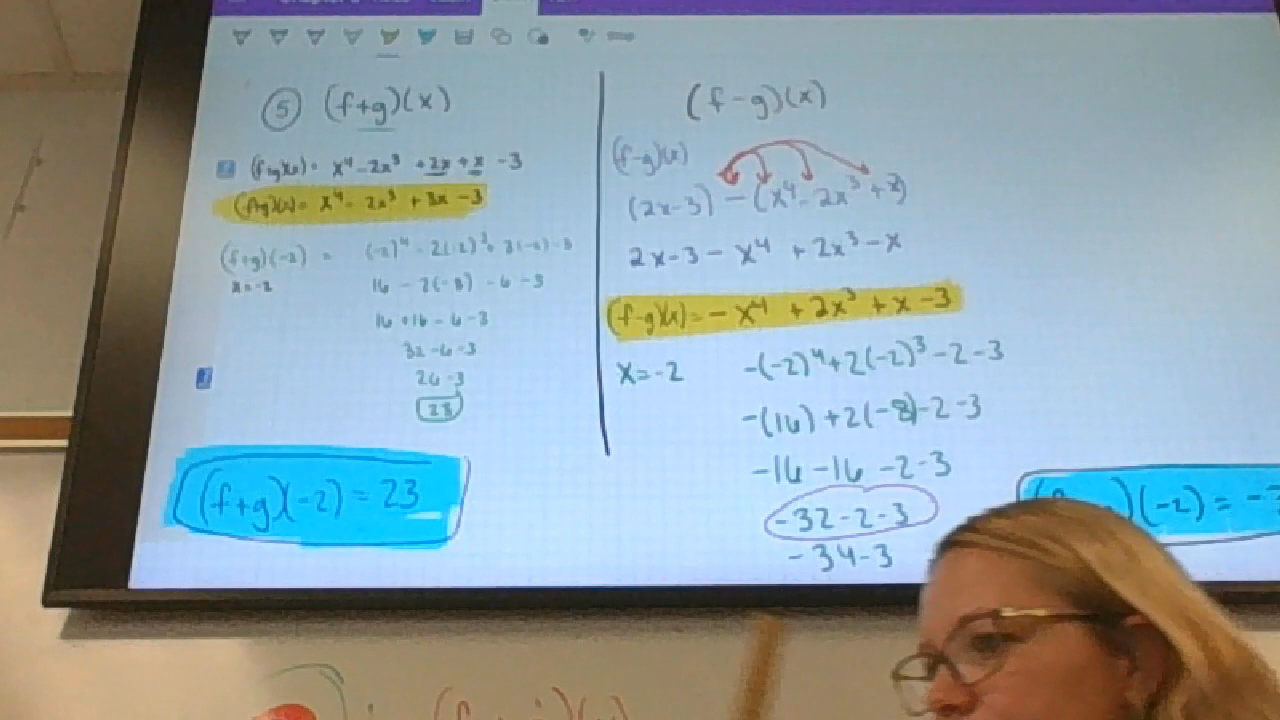 ⑤ (f+g)(x)
(f+g)(x) = x⁴ - 2x³ + 2x + x - 3
(f+g)(x) = x⁴ - 2x³ + 3x - 3
(f+g)(-2) = (-2)⁴ - 2(-2)³ + 3(-2) - 3
x = -2
16 - 2(-8) - 6 - 3
16 + 16 - 6 - 3
32 - 6 - 3
26 - 3
23
(f+g)(-2) = 23
(f-g)(x)
(f-g)(x)
(2x-3) - (x⁴ - 2x³ + x)
2x - 3 - x⁴ + 2x³ - x
(f-g)(x) = - x⁴ + 2x³ + x - 3
x = -2
-(-2)⁴ + 2(-2)³ - 2 - 3
-(16) + 2(-8) - 2 - 3
-16 - 16 - 2 - 3
-32 - 2 - 3
-34 - 3
(-2) = -